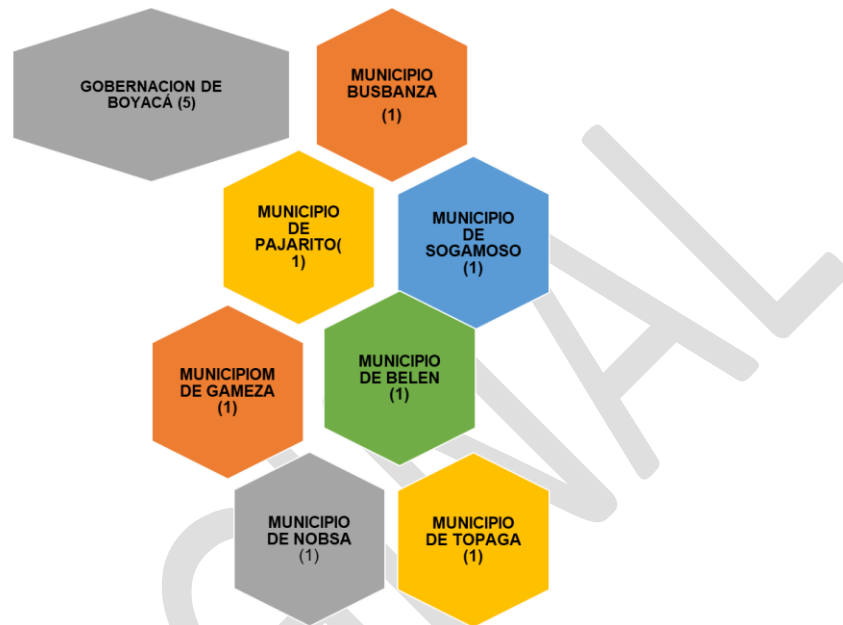 GOBERNACION DE
BOYACÁ (5)
MUNICIPIO
BUSBANZA
(1)
MUNICIPIO
DE
PAJARITO(
1)
MUNICIPIO
DE
SOGAMOSO
(1)
MUNICIPIOM
DE GAMEZA
(1)
MUNICIPIO
DE BELEN
(1)
MUNICIPIO
DE NOBSA
(1)
MUNICIPIO
DE TOPAGA
(1)